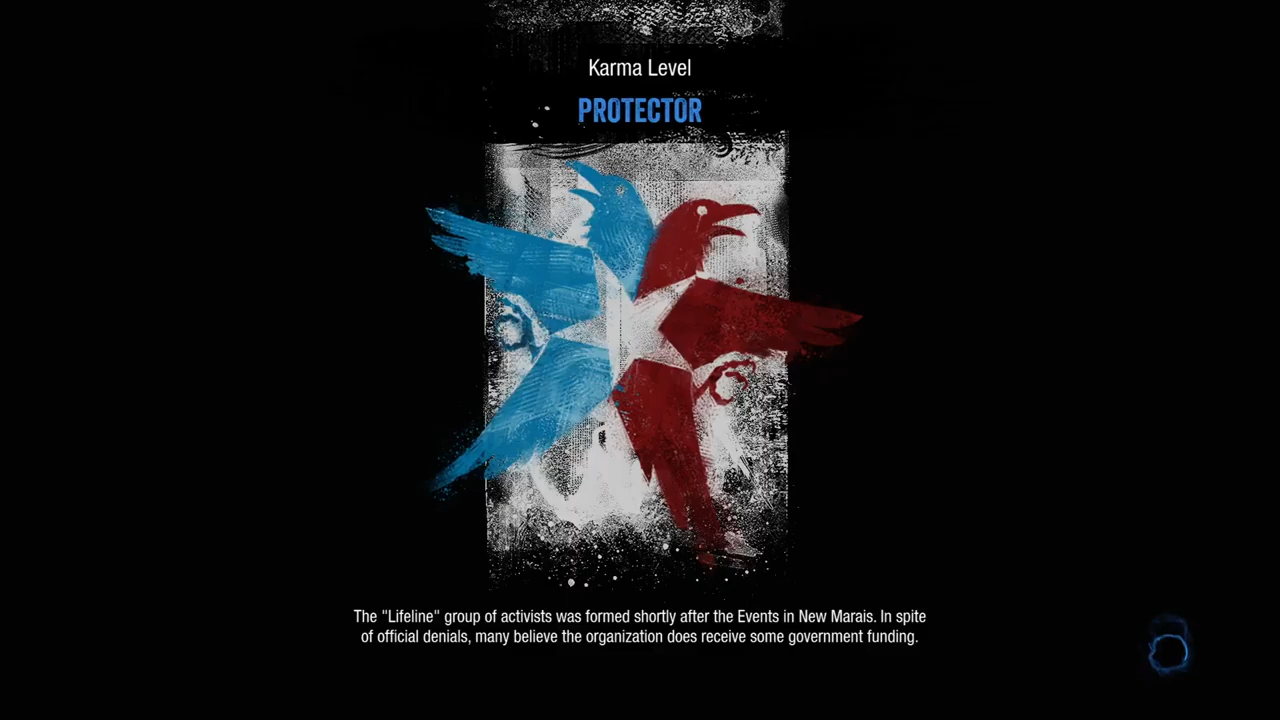 Karma Level
PROTECTOR
The "Lifeline" group of activists was formed shortly after the Events in New Marais. In spite
of official denials, many believe the organization does receive some government funding.